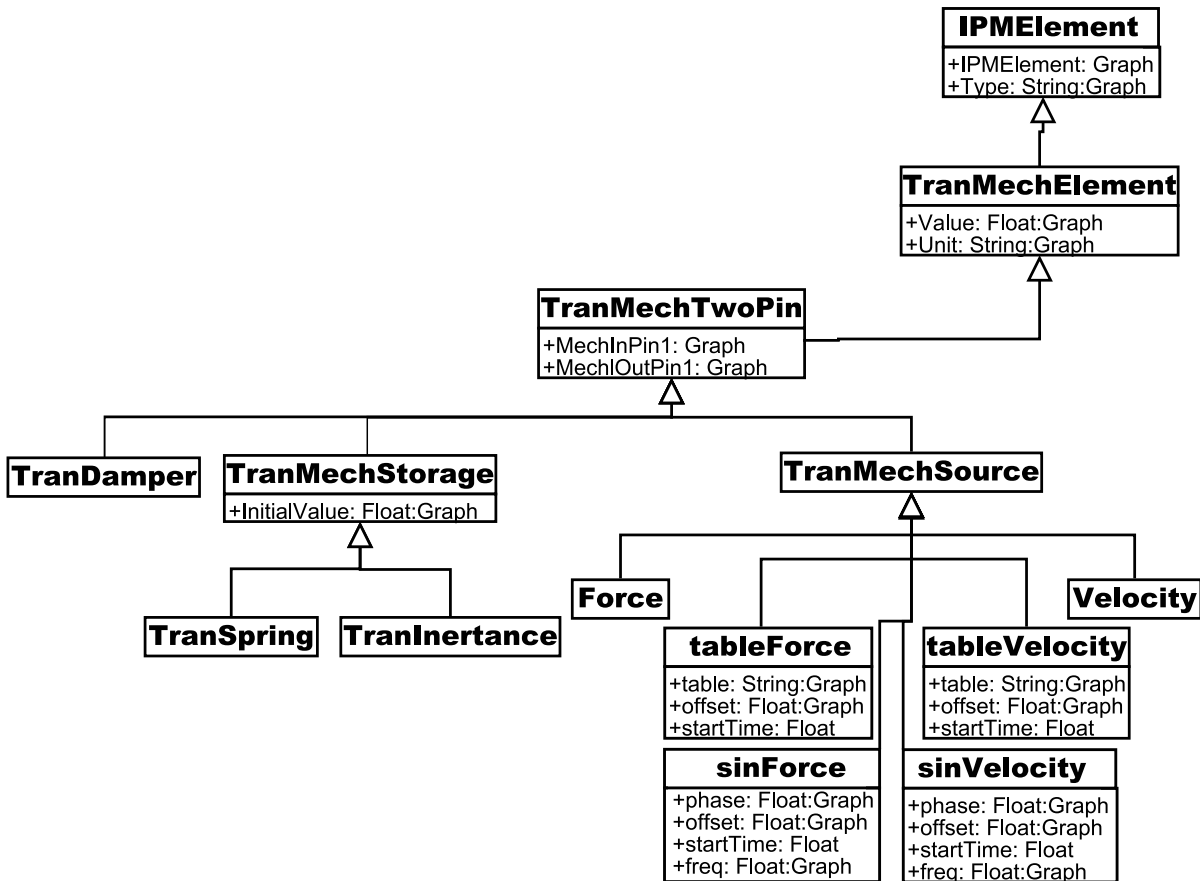 IPMElement
+IPMElement: Graph
+Type: String:Graph
TranMechElement
+Value: Float:Graph
+Unit: String:Graph
TranMechTwoPin
+MechInPin1: Graph
+MechlOutPin1: Graph
TranDamper
TranMechStorage
+InitialValue: Float:Graph
TranMechSource
TranSpring
TranInertance
Force
Velocity
tableForce
+table: String:Graph
+offset: Float:Graph
+startTime: Float
tableVelocity
+table: String:Graph
+offset: Float:Graph
+startTime: Float
sinForce
+phase: Float:Graph
+offset: Float:Graph
+startTime: Float
+freq: Float:Graph
sinVelocity
+phase: Float:Graph
+offset: Float:Graph
+startTime: Float
+freq: Float:Graph